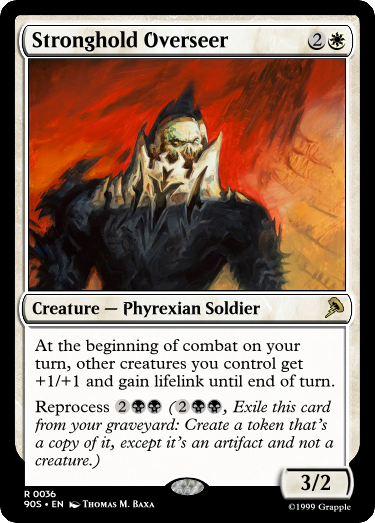 Stronghold Overseer 2
Creature — Phyrexian Soldier
At the beginning of combat on your
turn, other creatures you control get
+1/+1 and gain lifelink until end of turn.
Reprocess 2 (2, Exile this card
from your graveyard: Create a token that's
a copy of it, except it's an artifact and not a
creature.)
3/2
R 0036
90S • EN Thomas M. Baxa
©1999 Grapple